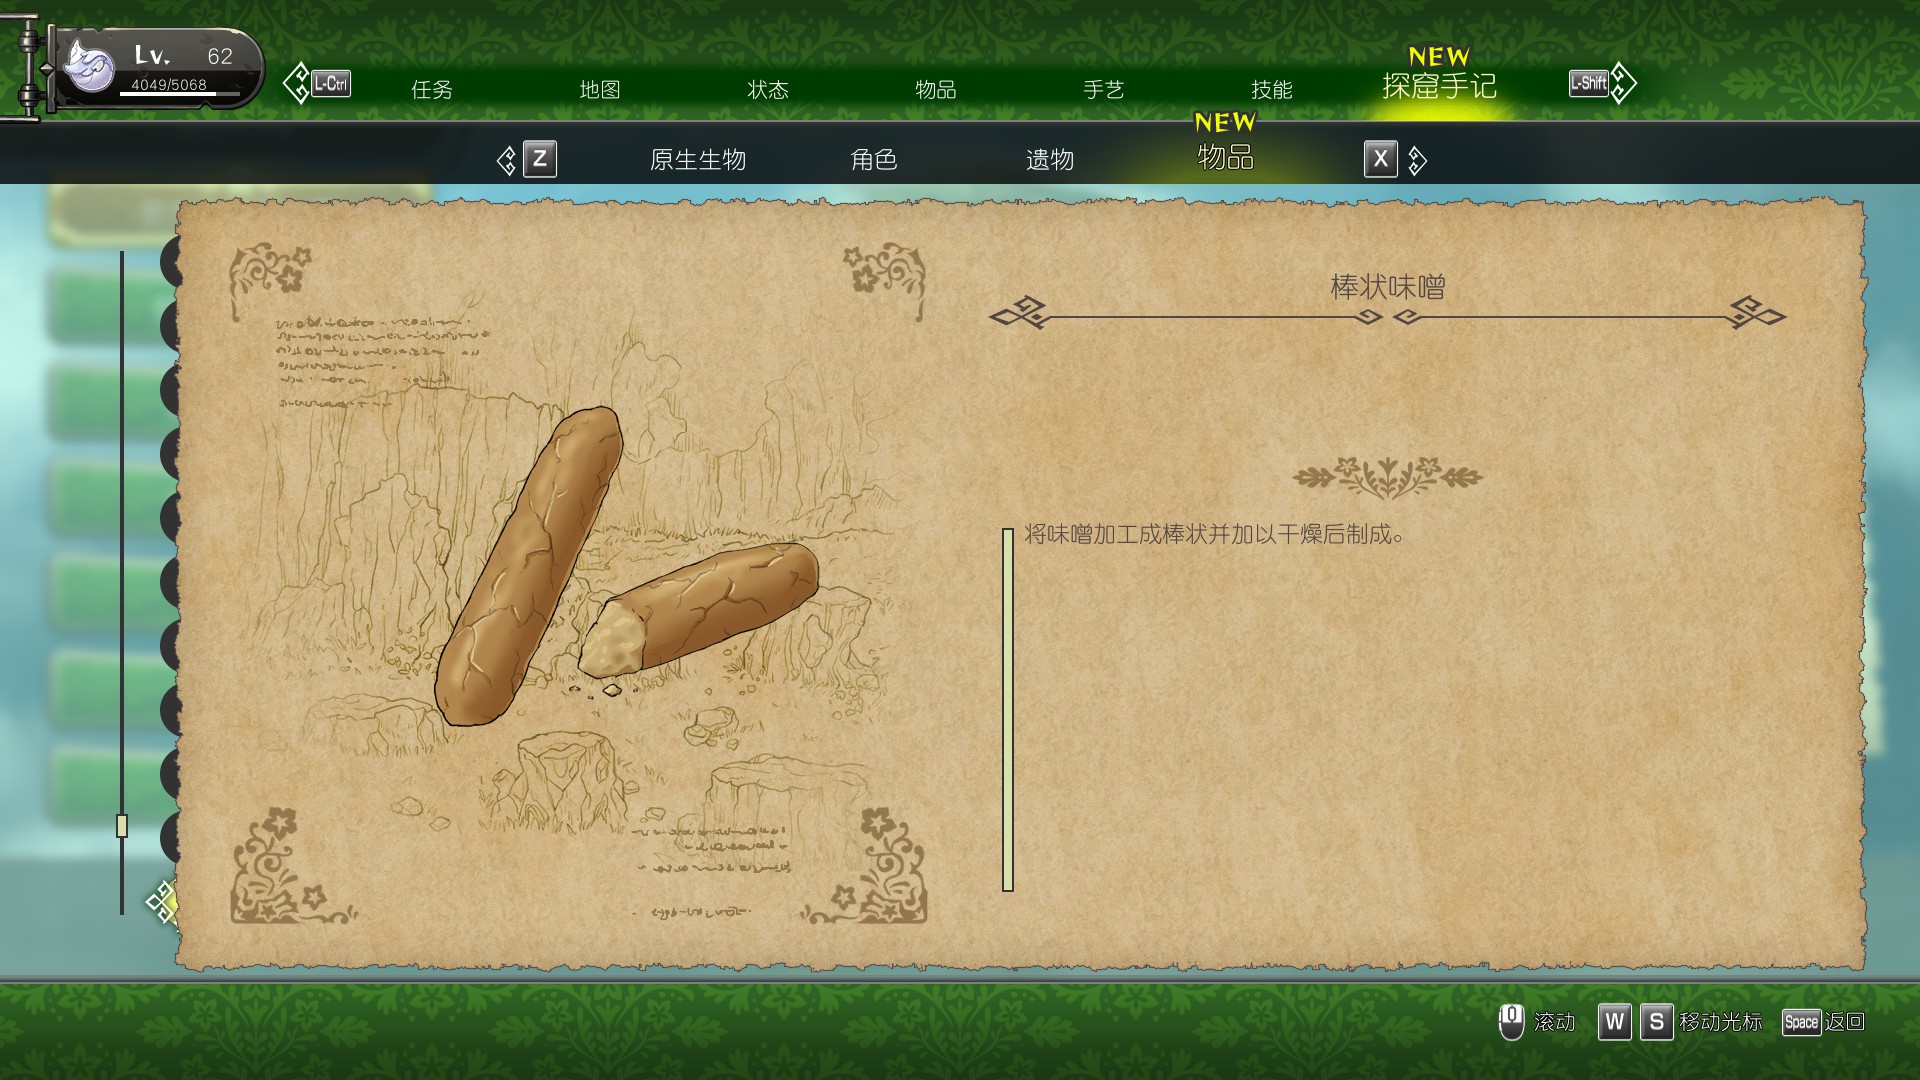 Lv. 62
4049/5068
L-Ctrl
任务
地图
状态
物品
手艺
技能
NEW
探窟手记
L-Shift
Z
原生生物
角色
遗物
NEW
物品
X
棒状味噌
将味噌加工成棒状并加以干燥后制成。
滚动
W S 移动光标
Space 返回